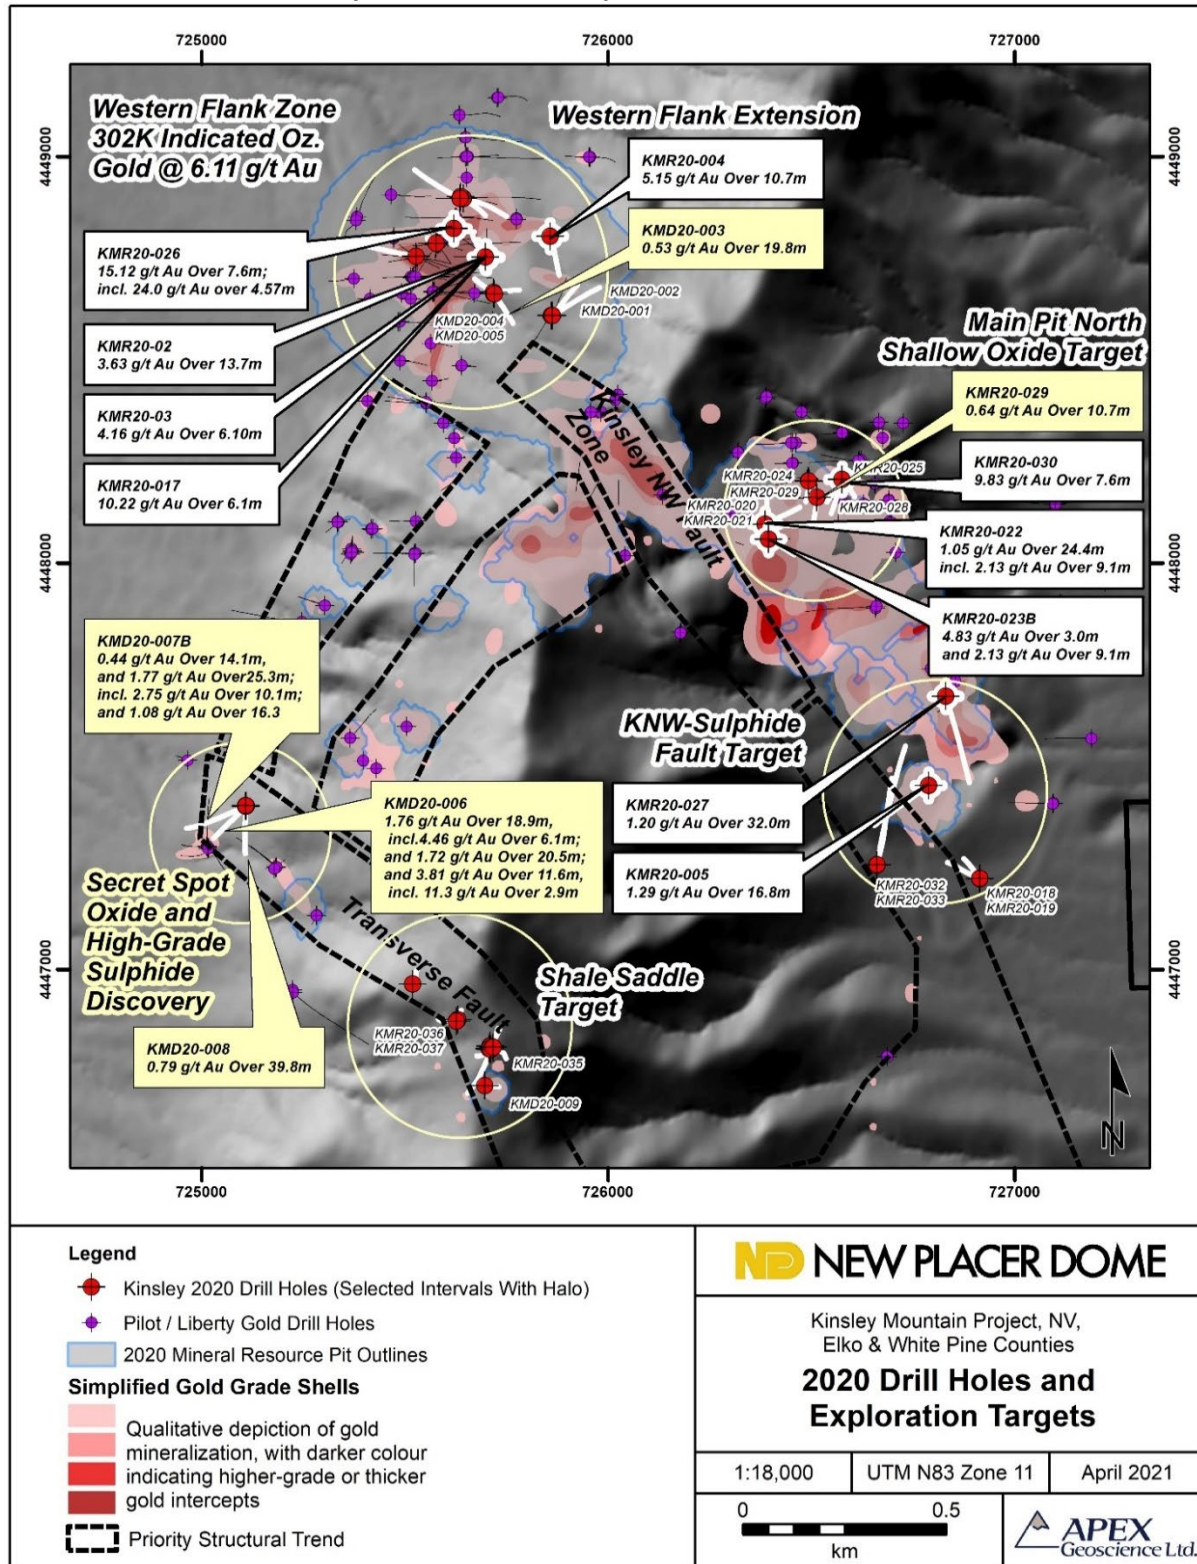 725000
726000
727000
4449000
4449000
Western Flank Zone
302K Indicated Oz.
Gold @ 6.11 g/t Au
Western Flank Extension
KMR20-004
5.15 g/t Au Over 10.7m
KMD20-003
0.53 g/t Au Over 19.8m
KMR20-026
15.12 g/t Au Over 7.6m;
incl. 24.0 g/t Au over 4.57m
KMR20-02
3.63 g/t Au Over 13.7m
KMR20-03
4.16 g/t Au Over 6.10m
KMR20-017
10.22 g/t Au Over 6.1m
KMD20-002
KMD20-001
KMD20-004
KMD20-005
Main Pit North
Shallow Oxide Target
KMR20-029
0.64 g/t Au Over 10.7m
KMR20-030
9.83 g/t Au Over 7.6m
KMR20-022
1.05 g/t Au Over 24.4m
incl. 2.13 g/t Au Over 9.1m
KMR20-023B
4.83 g/t Au Over 3.0m
and 2.13 g/t Au Over 9.1m
KMR20-025
KMR20-024
KMR20-029
KMR20-028
KMR20-020
KMR20-021
Kinsley NW Fault
Zone
4448000
4448000
KMD20-007B
0.44 g/t Au Over 14.1m,
and 1.77 g/t Au Over25.3m;
incl. 2.75 g/t Au Over 10.1m;
and 1.08 g/t Au Over 16.3
KNW-Sulphide
Fault Target
KMD20-006
1.76 g/t Au Over 18.9m,
incl.4.46 g/t Au Over 6.1m;
and 1.72 g/t Au Over 20.5m;
and 3.81 g/t Au Over 11.6m,
incl. 11.3 g/t Au Over 2.9m
KMR20-027
1.20 g/t Au Over 32.0m
KMR20-005
1.29 g/t Au Over 16.8m
KMR20-032
KMR20-033
KMR20-018
KMR20-019
Secret Spot
Oxide and
High-Grade
Sulphide
Discovery
Transverse Fault
Shale Saddle
Target
KMR20-036
KMR20-037
KMR20-035
KMD20-009
KMD20-008
0.79 g/t Au Over 39.8m
4447000
4447000
N
725000
726000
727000
Legend
Kinsley 2020 Drill Holes (Selected Intervals With Halo)
Pilot / Liberty Gold Drill Holes
2020 Mineral Resource Pit Outlines
Simplified Gold Grade Shells
Qualitative depiction of gold
mineralization, with darker colour
indicating higher-grade or thicker
gold intercepts
Priority Structural Trend
ND NEW PLACER DOME
Kinsley Mountain Project, NV,
Elko & White Pine Counties
2020 Drill Holes and
Exploration Targets
1:18,000
UTM N83 Zone 11
April 2021
0
0.5
km
APEX
Geoscience Ltd.